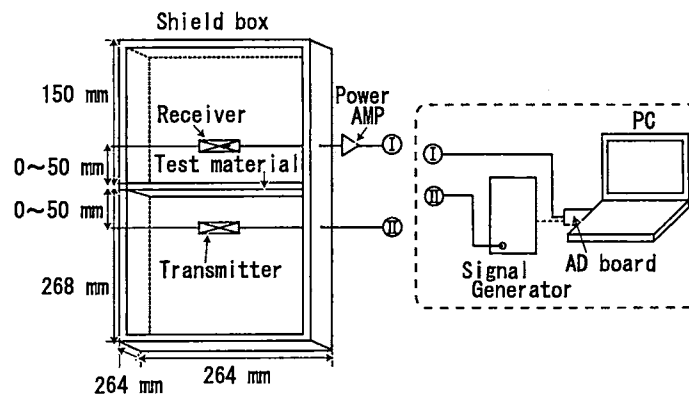 Shield box
150 mm
Receiver
Power
AMP
Ⅰ
0～50 mm
Test material
0～50 mm
Ⅱ
Transmitter
268 mm
264 mm
264 mm
PC
Ⅰ
Ⅱ
Signal
Generator
AD board